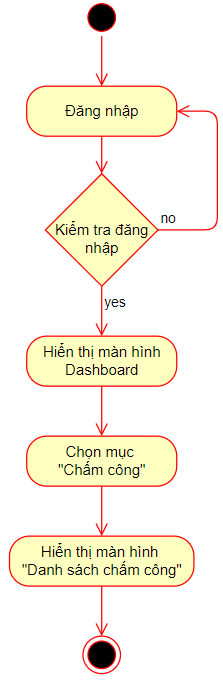 Đăng nhập
Kiểm tra đăng
nhập
no
yes
Hiển thị màn hình
Dashboard
Chọn mục
"Chấm công"
Hiển thị màn hình
"Danh sách chấm công"